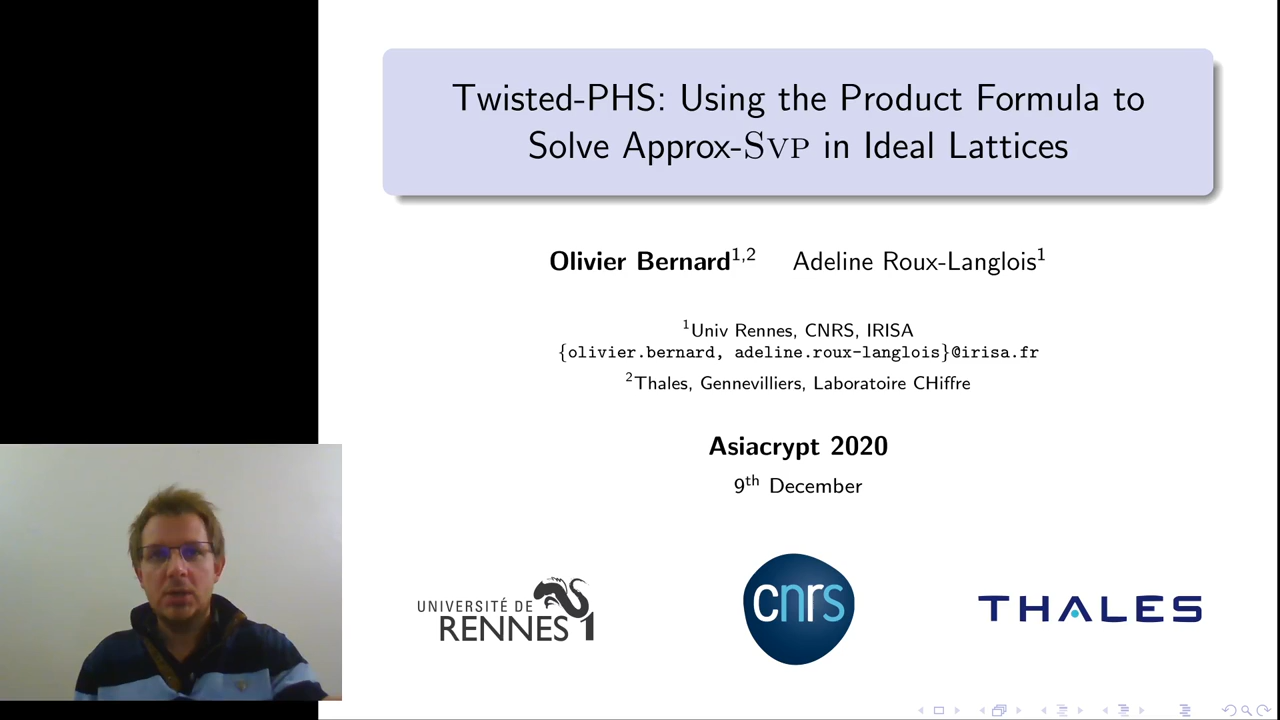 Twisted-PHS: Using the Product Formula to
Solve Approx-SVP in Ideal Lattices
Olivier Bernard1,2 Adeline Roux-Langlois1
1Univ Rennes, CNRS, IRISA
{olivier.bernard, adeline.roux-langlois}@irisa.fr
2Thales, Gennevilliers, Laboratoire CHiffre
Asiacrypt 2020
9th December
UNIVERSITÉ DE
RENNES 1
cnrs
THALES